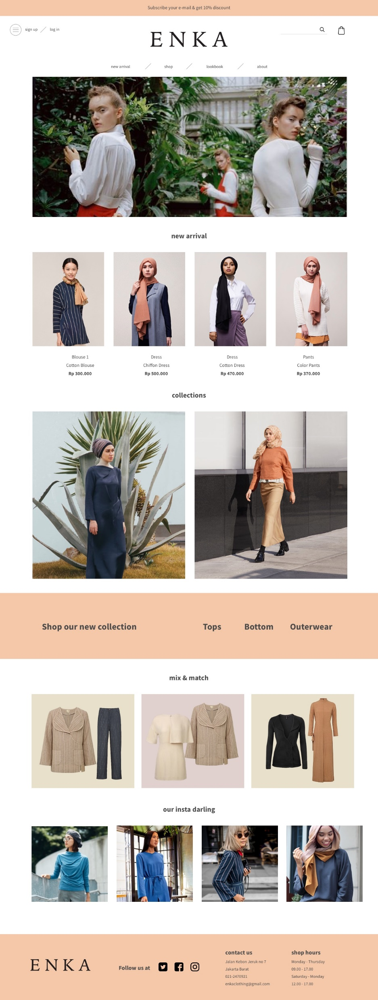 Subscribe your e-mail & get 10% discount
sign up
log in
ENKA
new arrival
shop
lookbook
about
new arrival
Blouse 1
Cotton Blouse
Rp 300.000
Dress
Chiffon Dress
Rp 500.000
Dress
Cotton Dress
Rp 470.000
Pants
Color Pants
Rp 370.000
collections
Shop our new collection
Tops
Bottom
Outerwear
mix & match
our insta darling
ENKA
Follow us at
contact us
Jalan Kebon Jeruk no 7
Jakarta Barat
021-2470921
enkaclothing@gmail.com
shop hours
Monday - Thursday
09.00 - 17.00
Saturday - Monday
12.00 - 17.00